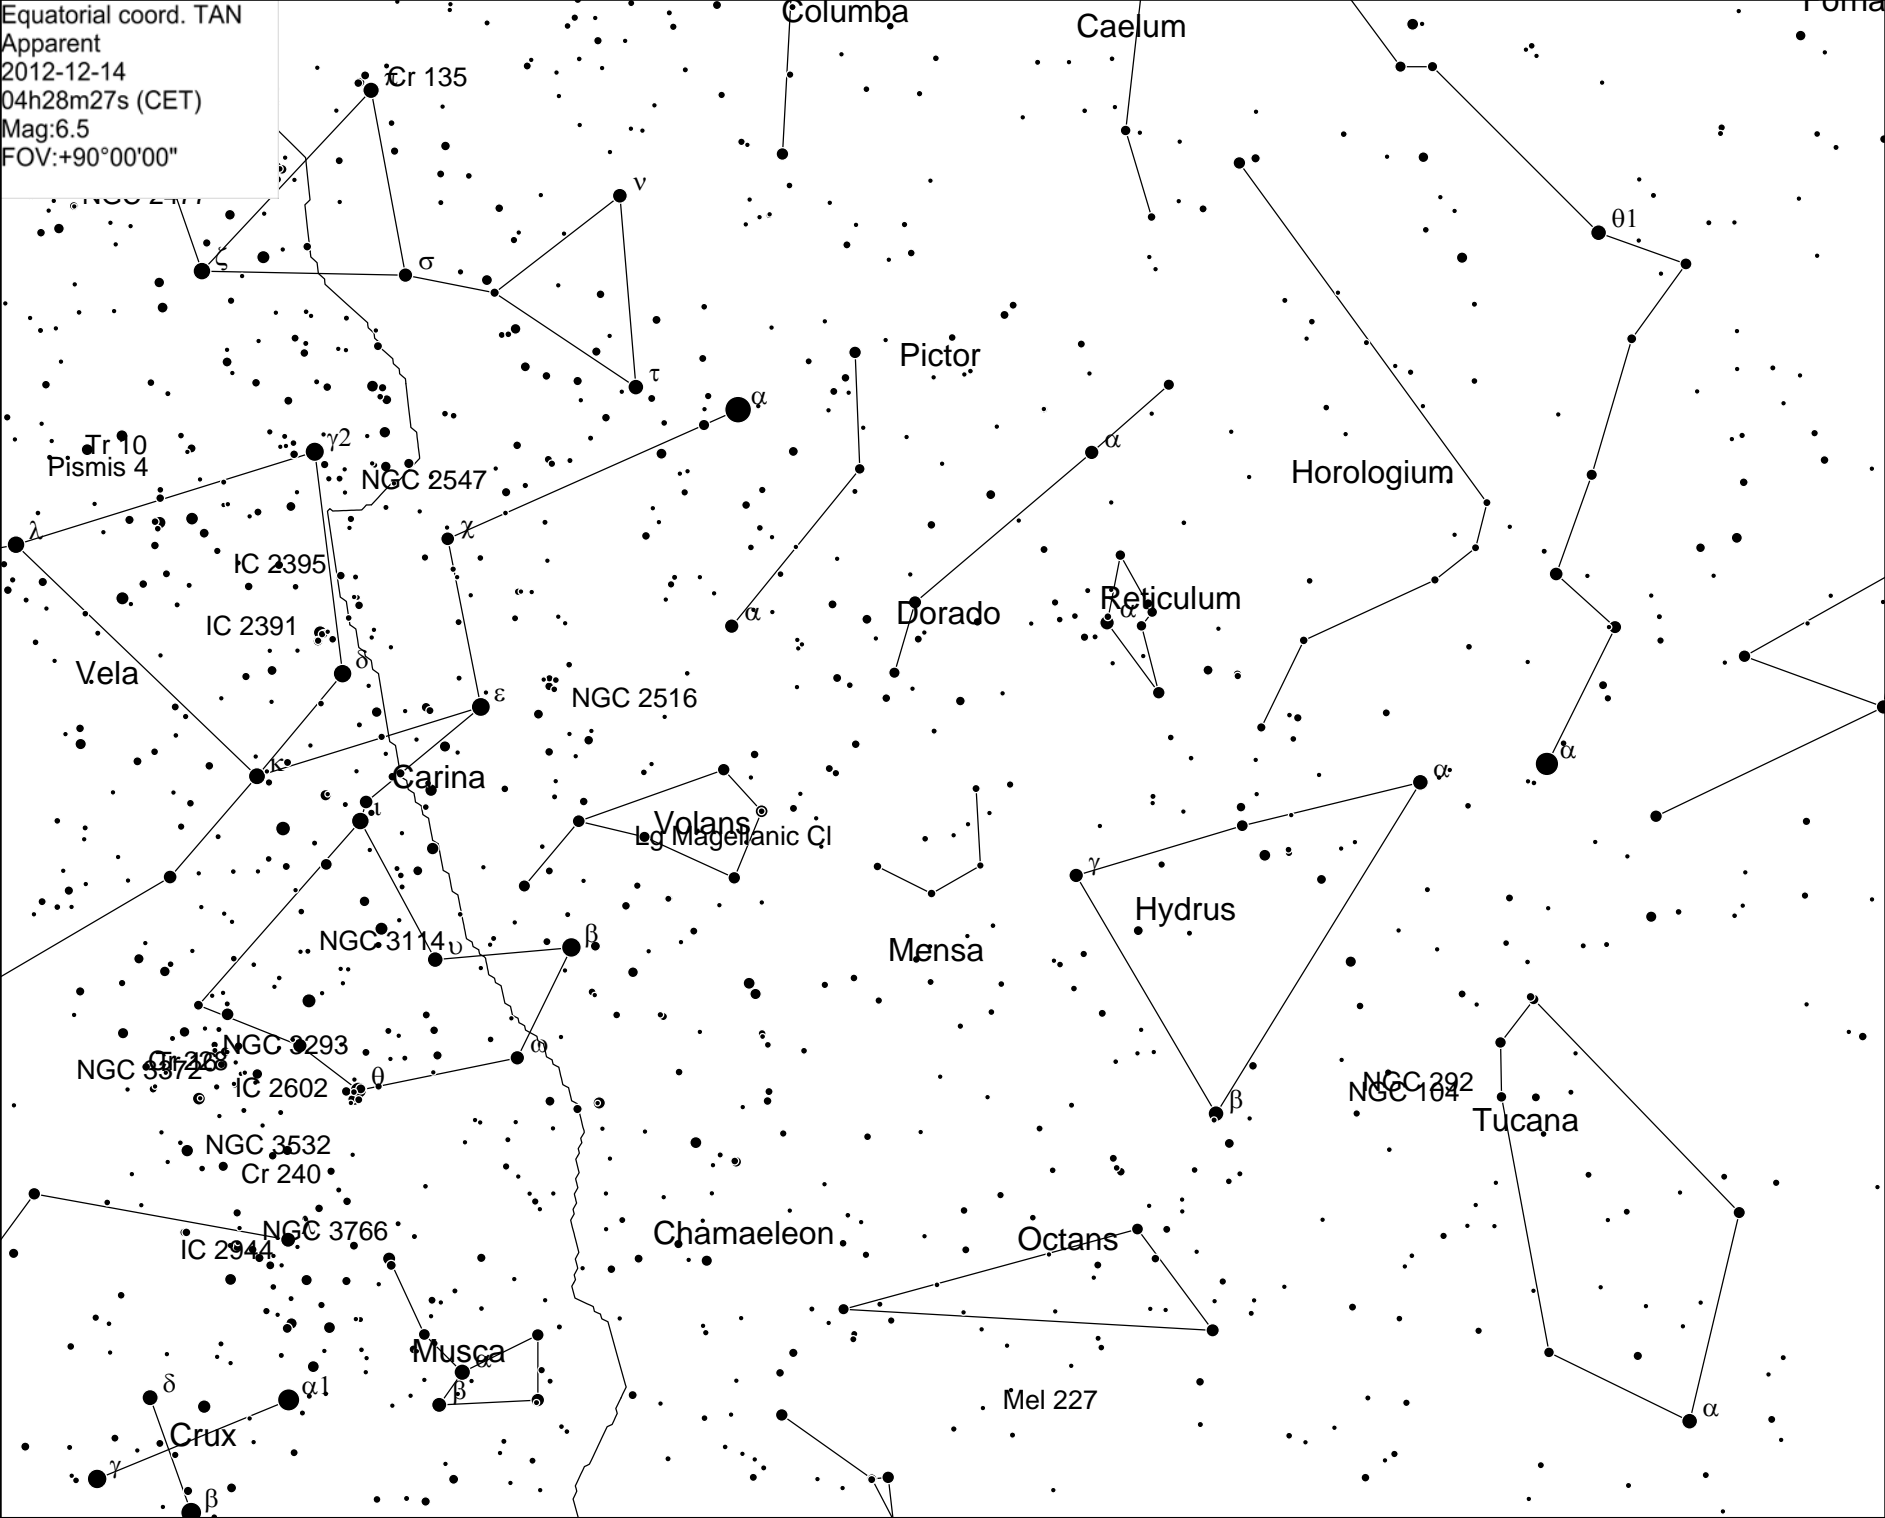 Equatorial coord. TAN
Apparent
2012-12-14
04h28m27s (CET)
Mag:6.5
FOV:+90°00'00"
Columba
Caelum
π
Cr 135
ν
θ1
ζ
σ
Pictor
τ
α
γ2
Tr 10
Pismis 4
α
Horologium
NGC 2547
λ
χ
IC 2395
Reticulum
α
Dorado
α
IC 2391
δ
Vela
ε
NGC 2516
α
κ
Carina
α
ι
Volans
Lg Magellanic Cl
γ
Hydrus
NGC 3114
υ
β
Mensa
ω
NGC 3293
NGC 3372
θ
IC 2602
NGC 292
NGC 104
β
Tucana
NGC 3532
Cr 240
λ
NGC 3766
IC 2944
Chamaeleon
Octans
Musca
α
δ
α1
β
Mel 227
α
Crux
γ
β